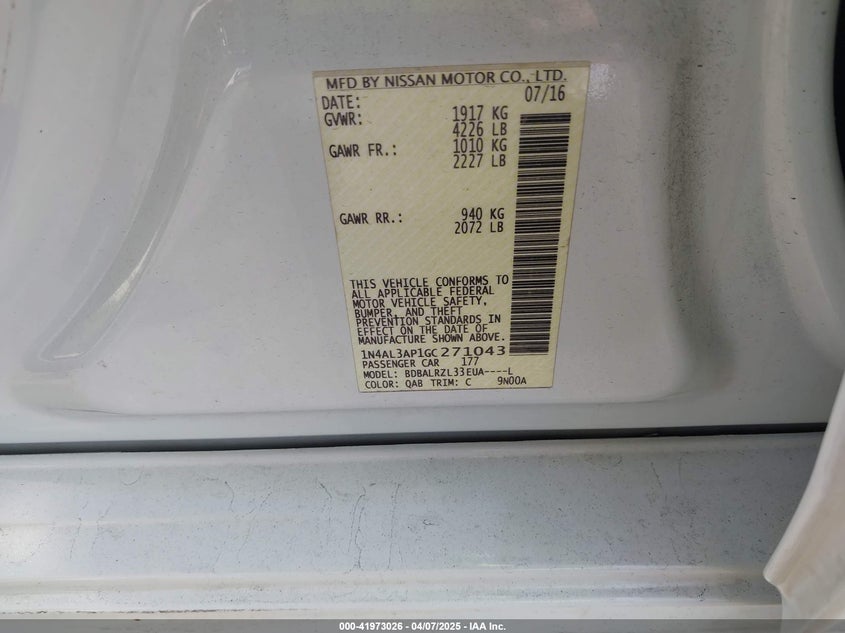 MFD BY NISSAN MOTOR CO., LTD.
DATE: 07/16
GVWR: 1917 KG
4226 LB
GAWR FR.: 1010 KG
2227 LB
GAWR RR.: 940 KG
2072 LB
THIS VEHICLE CONFORMS TO
ALL APPLICABLE FEDERAL
MOTOR VEHICLE SAFETY,
BUMPER, AND THEFT
PREVENTION STANDARDS IN
EFFECT ON THE DATE OF
MANUFACTURE SHOWN ABOVE.
1N4AL3AP1GC271043
PASSENGER CAR 177
MODEL: BDBALRZL33EUA----L
COLOR: QAB TRIM: C 9N00A
000-41973026 - 04/07/2025 - IAA Inc.